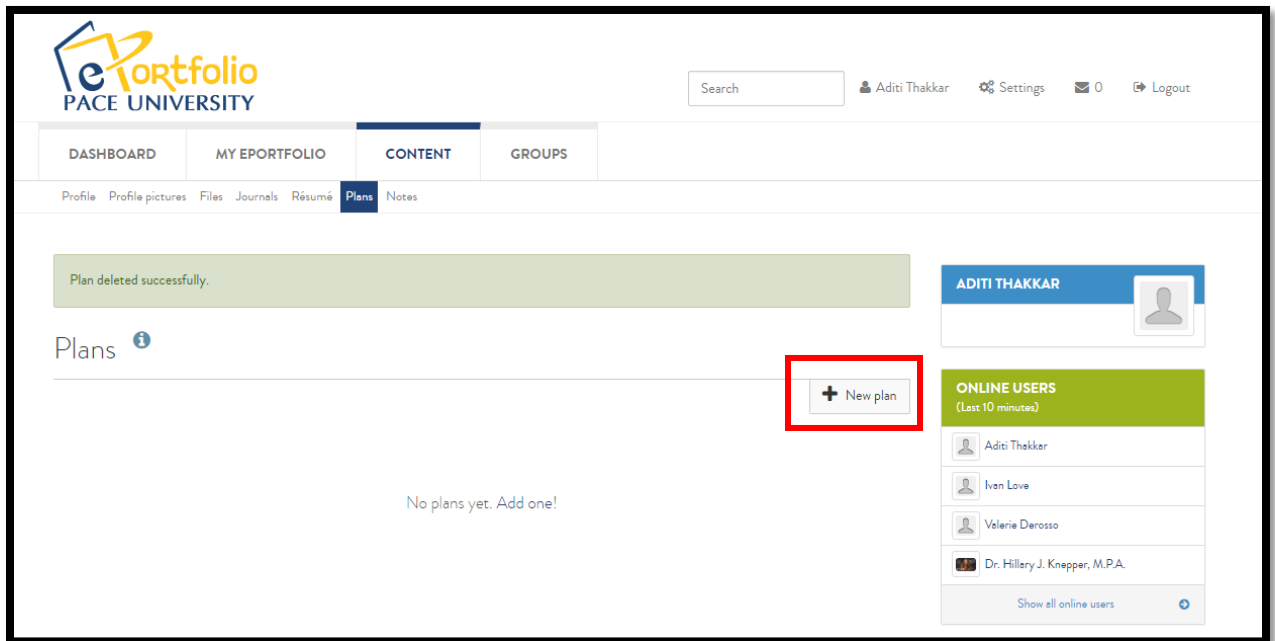 ePortfolio
PACE UNIVERSITY
Search
Aditi Thakkar
Settings
0
Logout
DASHBOARD
MY EPORTFOLIO
CONTENT
GROUPS
Profile
Profile pictures
Files
Journals
Résumé
Plans
Notes
Plan deleted successfully.
Plans
New plan
No plans yet. Add one!
ADITI THAKKAR
ONLINE USERS
(Last 10 minutes)
Aditi Thakkar
Ivan Love
Valerie Derosso
Dr. Hillary J. Knepper, M.P.A.
Show all online users